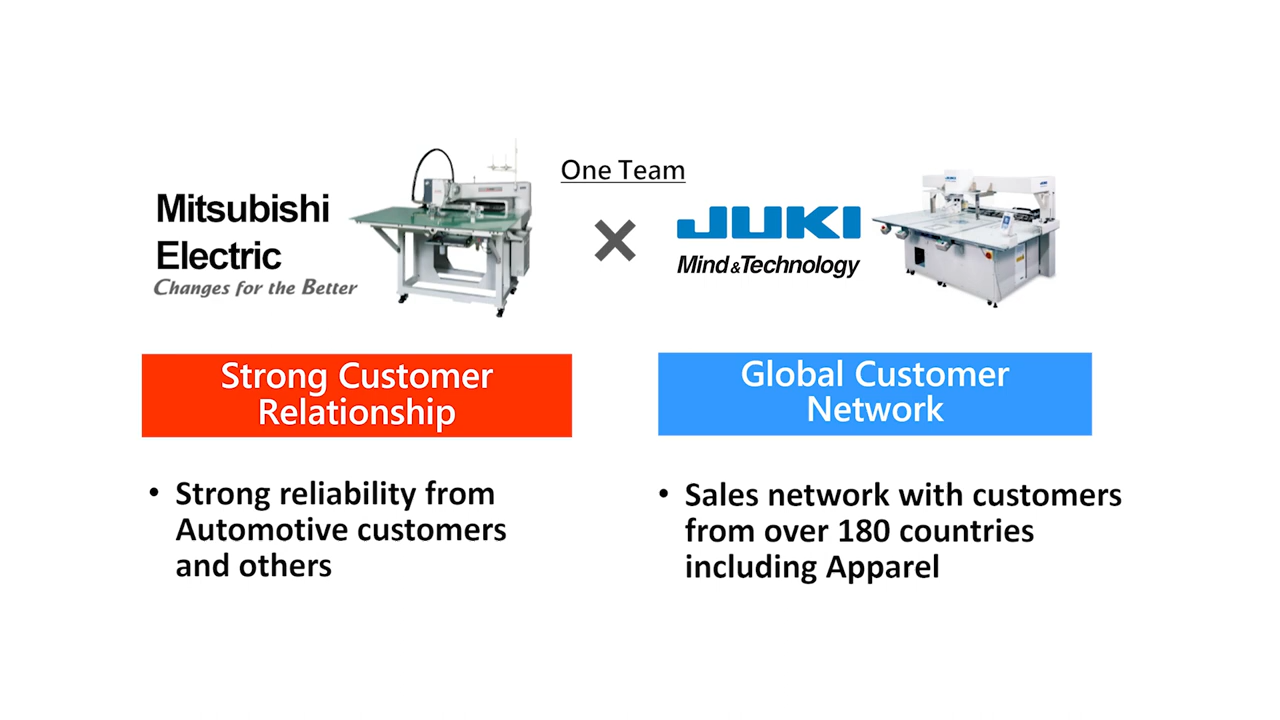 One Team
Mitsubishi
Electric
Changes for the Better
×
JUKI
Mind&Technology
JUKI
Strong Customer
Relationship
Global Customer
Network
• Strong reliability from
Automotive customers
and others
• Sales network with customers
from over 180 countries
including Apparel